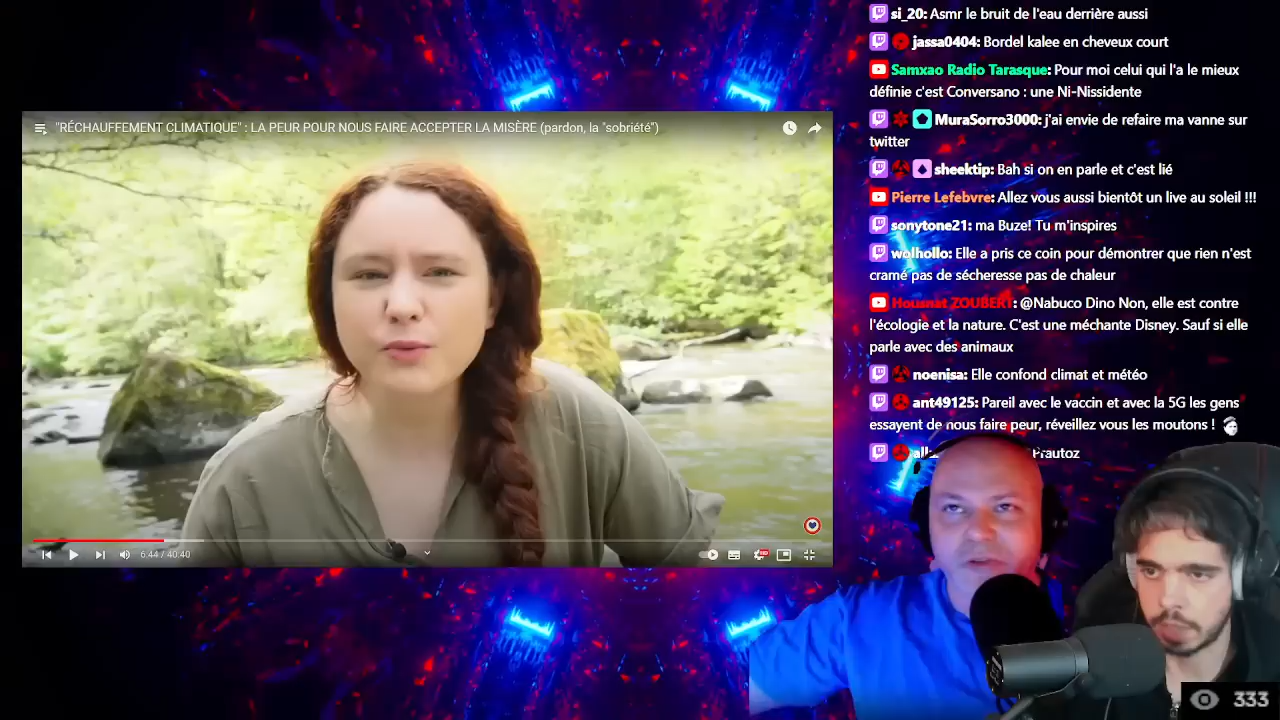 si_20: Asmr le bruit de l'eau derrière aussi
jassa0404: Bordel kalee en cheveux court
Samxao Radio Tarasque: Pour moi celui qui l'a le mieux
définie c'est Conversano : une Ni-Nissidente
MuraSorro3000: j'ai envie de refaire ma vanne sur
twitter
sheektip: Bah si on en parle et c'est lié
Pierre Lefebvre: Allez vous aussi bientôt un live au soleil !!!
sonytone21: ma Buze! Tu m'inspires
wolhollo: Elle a pris ce coin pour démontrer que rien n'est
cramé pas de sécheresse pas de chaleur
Housnat ZOUBERT: @Nabuco Dino Non, elle est contre
l'écologie et la nature. C'est une méchante Disney. Sauf si elle
parle avec des animaux
noenisa: Elle confond climat et météo
ant49125: Pareil avec le vaccin et avec la 5G les gens
essayent de nous faire peur, réveillez vous les moutons !
"RÉCHAUFFEMENT CLIMATIQUE" : LA PEUR POUR NOUS FAIRE ACCEPTER LA MISÈRE (pardon, la "sobriété")
6:44 / 40:40
333